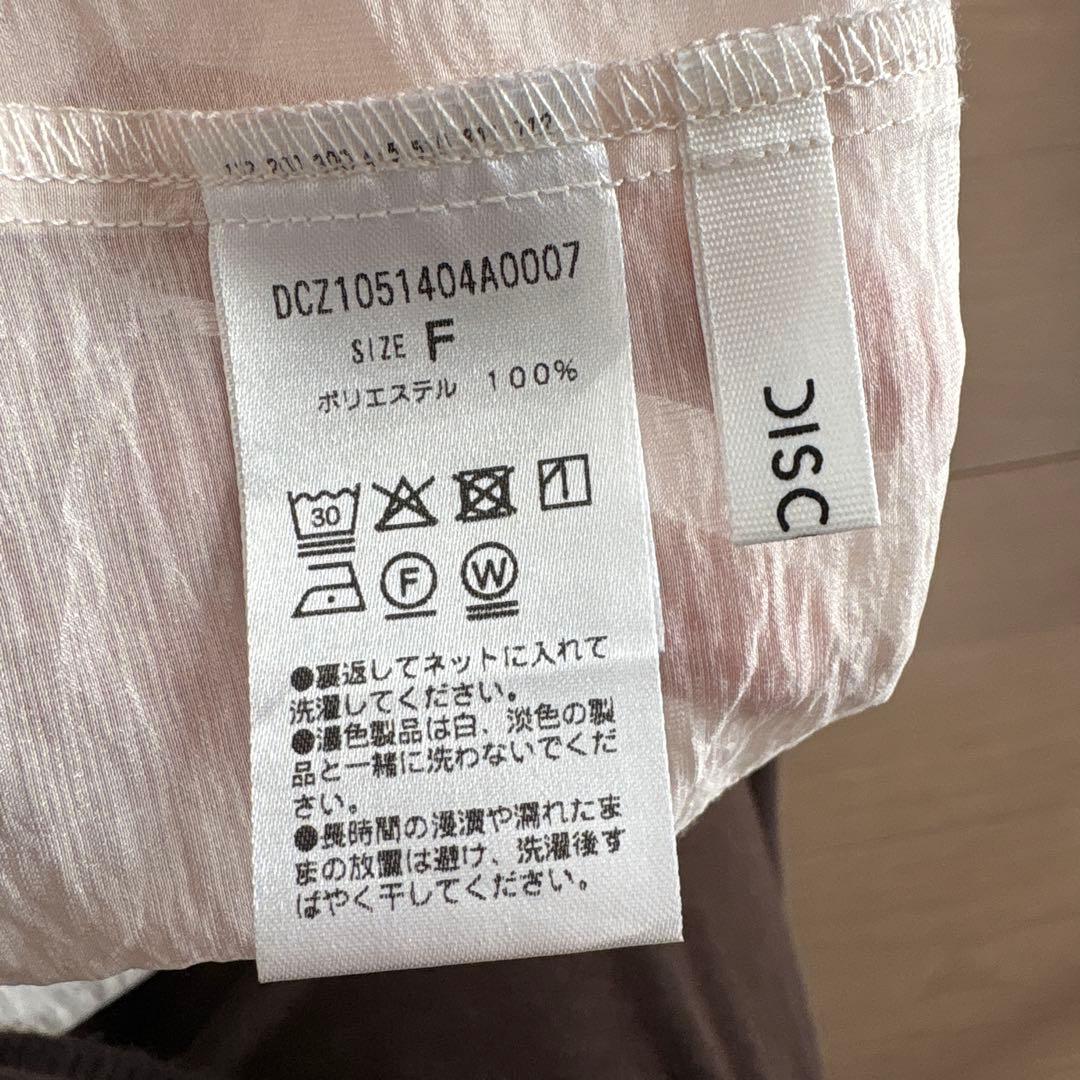 DCZ1051404A0007
SIZE F
ポリエステル 100%
30
F
W
●裏返してネットに入れて
洗濯してください。
●濃色製品は白、淡色の製
品と一緒に洗わないでくだ
さい。
●長時間の浸漬や濡れたま
まの放置は避け、洗濯後す
ばやく干してください。